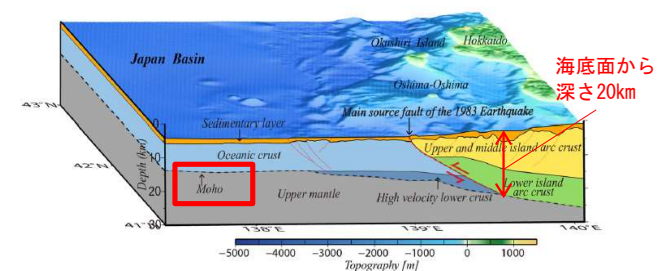 Okushiri Island
Hokkaido
Japan Basin
Oshima-Oshima
海底面から
深さ20km
43°N
0
Main source fault of the 1983 Earthquake
Sedimentary layer
Oceanic crust
Upper and middle island arc crust
10
Depth (km)
42°N
Moho
Upper mantle
High velocity lower crust
Lower island
arc crust
20
41°N
30
138°E
139°E
140°E
-5000 -4000 -3000 -2000 -1000 0 1000
Topography [m]